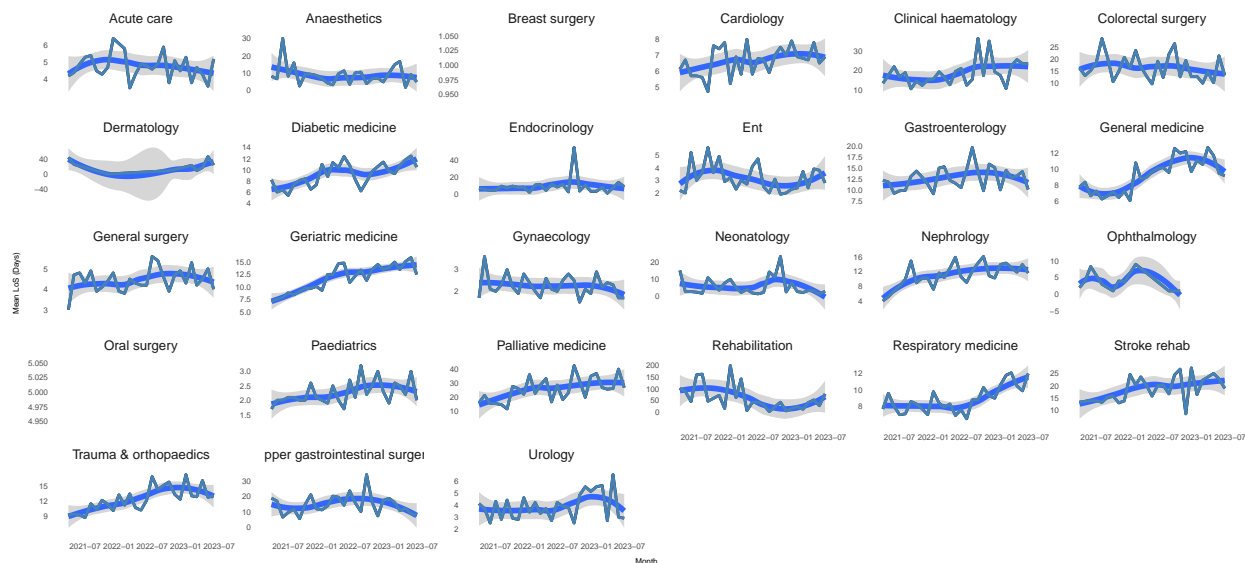 Acute care Anaesthetics Breast surgery Cardiology Clinical haematology Colorectal surgery
6 5 4
30 20 10 0
1.050 1.025 1.000 0.975 0.950
8 7 6 5
30 20 10
25 20 15 10
Dermatology Diabetic medicine Endocrinology Ent Gastroenterology General medicine
40 0 −40
14 12 10 8 6 4
40 20 0
5 4 3 2
20.0 17.5 15.0 12.5 10.0 7.5
12 10 8 6
General surgery Geriatric medicine Gynaecology Neonatology Nephrology Ophthalmology
5 4 3
15.0 12.5 10.0 7.5 5.0
3 2
20 10 0
16 12 8 4
10 5 0 −5
Mean LoS (Days)
Oral surgery Paediatrics Palliative medicine Rehabilitation Respiratory medicine Stroke rehab
5.050 5.025 5.000 4.975 4.950
3.0 2.5 2.0 1.5
40 30 20 10
200 150 100 50 0
12 10 8
25 20 15 10
2021−07 2022−01 2022−07 2023−01 2023−07 2021−07 2022−01 2022−07 2023−01 2023−07 2021−07 2022−01 2022−07 2023−01 2023−07
Trauma & orthopaedics pper gastrointestinal surger Urology
15 12 9
30 20 10 0
6 5 4 3 2
2021−07 2022−01 2022−07 2023−01 2023−07 2021−07 2022−01 2022−07 2023−01 2023−07 2021−07 2022−01 2022−07 2023−01 2023−07
Month